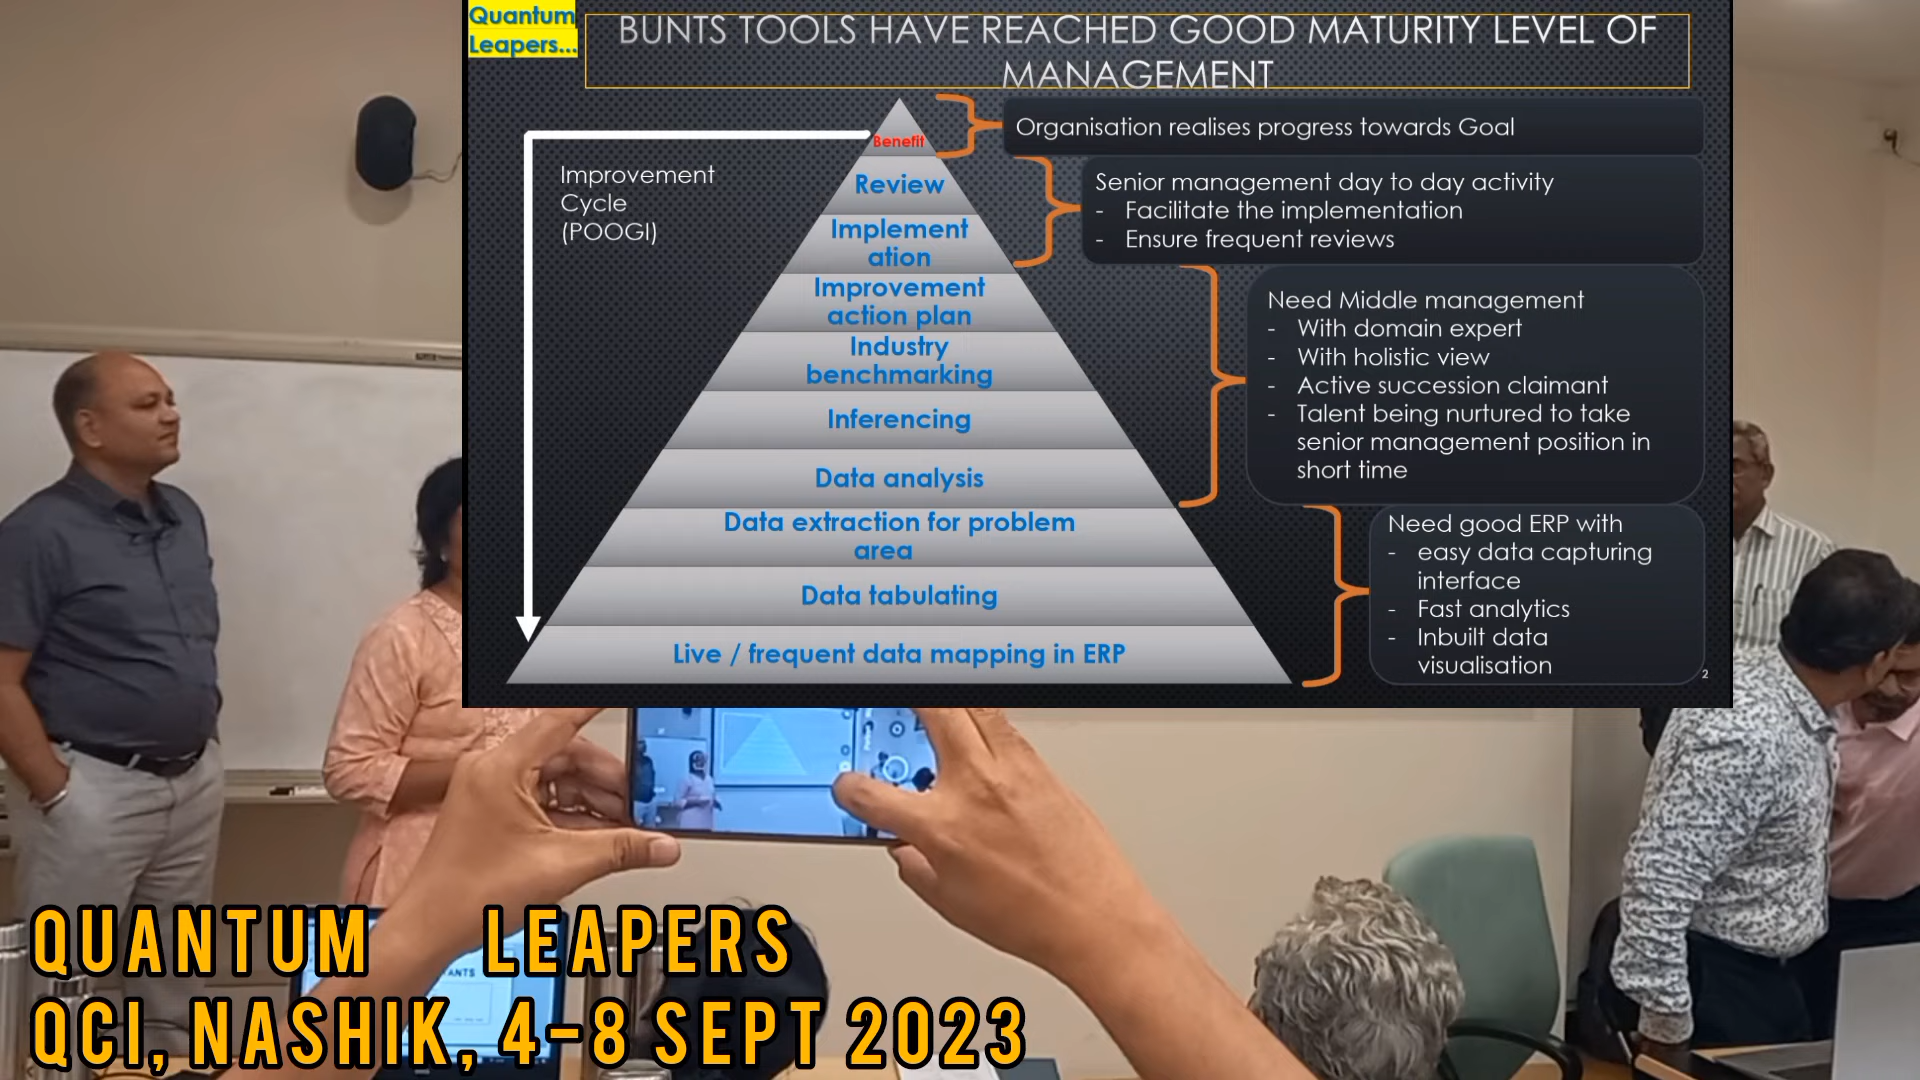 Quantum
Leapers...
BUNTS TOOLS HAVE REACHED GOOD MATURITY LEVEL OF
MANAGEMENT
Benefit
Review
Implement
ation
Improvement
action plan
Industry
benchmarking
Inferencing
Data analysis
Data extraction for problem
area
Data tabulating
Live / frequent data mapping in ERP
Improvement
Cycle
(POOGI)
Organisation realises progress towards Goal
Senior management day to day activity
- Facilitate the implementation
- Ensure frequent reviews
Need Middle management
- With domain expert
- With holistic view
- Active succession claimant
- Talent being nurtured to take
senior management position in
short time
Need good ERP with
- easy data capturing
interface
- Fast analytics
- Inbuilt data
visualisation
2
QUANTUM LEAPERS
QCI, NASHIK, 4-8 SEPT 2023